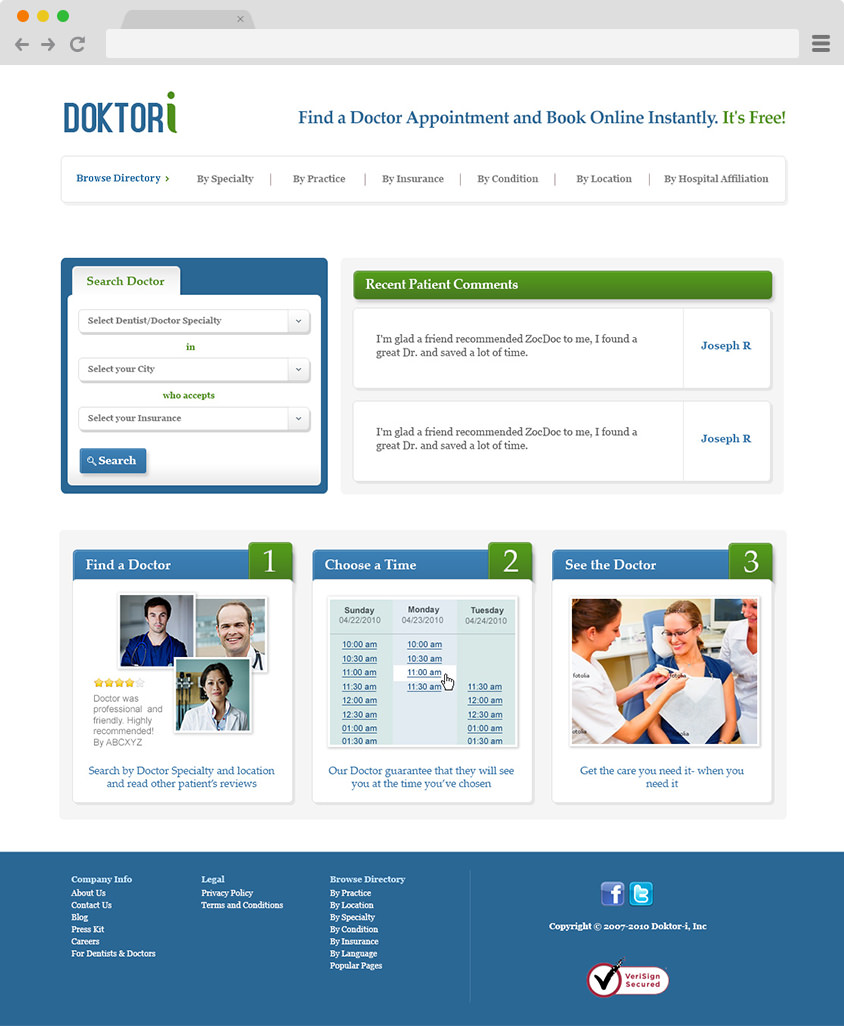 DOKTORi
Find a Doctor Appointment and Book Online Instantly. It's Free!
Browse Directory ›
By Specialty | By Practice | By Insurance | By Condition | By Location | By Hospital Affiliation
Search Doctor
Select Dentist/Doctor Specialty
in
Select your City
who accepts
Select your Insurance
Search
Recent Patient Comments
I'm glad a friend recommended ZocDoc to me, I found a
great Dr. and saved a lot of time.
Joseph R
I'm glad a friend recommended ZocDoc to me, I found a
great Dr. and saved a lot of time.
Joseph R
Find a Doctor 1
Doctor was
professional and
friendly. Highly
recommended!
By ABCXYZ
Search by Doctor Specialty and location
and read other patient's reviews
Choose a Time 2
Sunday Monday Tuesday
04/22/2010 04/23/2010 04/24/2010
10:00 am 10:00 am
10:30 am 10:30 am
11:00 am 11:00 am
11:30 am 11:30 am 11:30 am
12:00 am 12:00 am
12:30 am 12:30 am
01:00 am 01:00 am
01:30 am 01:30 am
Our Doctor guarantee that they will see
you at the time you've chosen
See the Doctor 3
fotolia
fotolia
Get the care you need it- when you
need it
Company Info
About Us
Contact Us
Blog
Press Kit
Careers
For Dentists & Doctors
Legal
Privacy Policy
Terms and Conditions
Browse Directory
By Practice
By Location
By Specialty
By Condition
By Insurance
By Language
Popular Pages
f t
Copyright © 2007-2010 Doktor-i, Inc
VeriSign
Secured